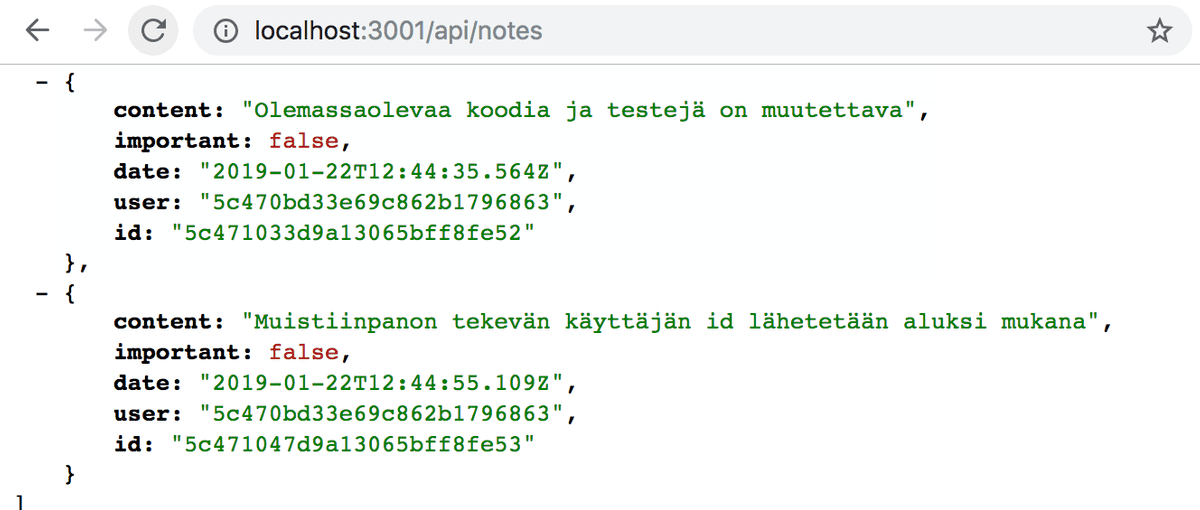 localhost:3001/api/notes
- {
content: "Olemassaolevaa koodia ja testejä on muutettava",
important: false,
date: "2019-01-22T12:44:35.564Z",
user: "5c470bd33e69c862b1796863",
id: "5c471033d9a13065bff8fe52"
},
- {
content: "Muistiinpanon tekevän käyttäjän id lähetetään aluksi mukana",
important: false,
date: "2019-01-22T12:44:55.109Z",
user: "5c470bd33e69c862b1796863",
id: "5c471047d9a13065bff8fe53"
}
]